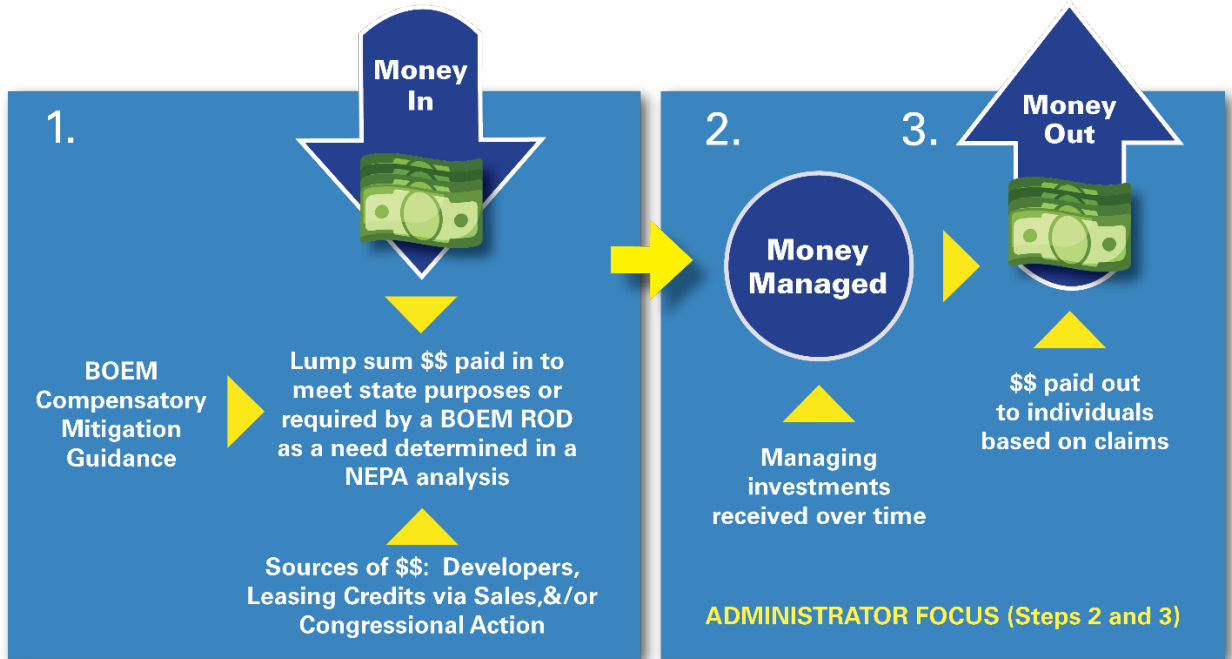 1.
Money
In
BOEM
Compensatory
Mitigation
Guidance
Lump sum $$ paid in to
meet state purposes or
required by a BOEM ROD
as a need determined in a
NEPA analysis
Sources of $$: Developers,
Leasing Credits via Sales,&/or
Congressional Action
2.
Money
Managed
Managing
investments
received over time
3.
Money
Out
$$ paid out
to individuals
based on claims
ADMINISTRATOR FOCUS (Steps 2 and 3)